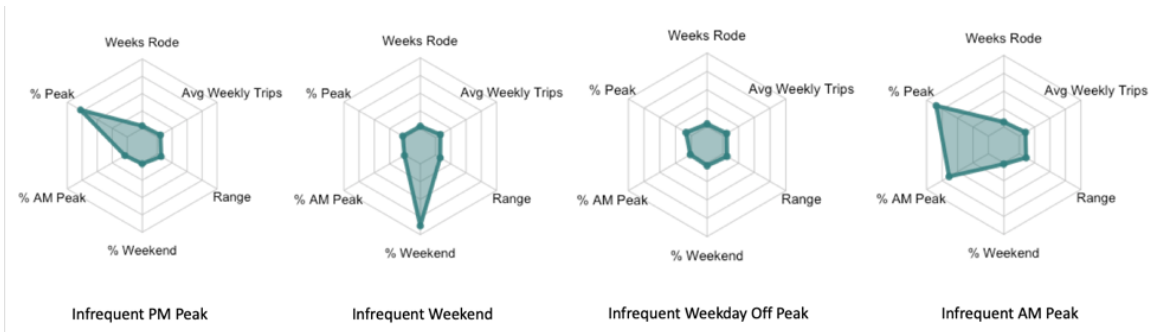 Weeks Rode
% Peak
Avg Weekly Trips
% AM Peak
Range
% Weekend
Infrequent PM Peak
Weeks Rode
% Peak
Avg Weekly Trips
% AM Peak
Range
% Weekend
Infrequent Weekend
Weeks Rode
% Peak
Avg Weekly Trips
% AM Peak
Range
% Weekend
Infrequent Weekday Off Peak
Weeks Rode
% Peak
Avg Weekly Trips
% AM Peak
Range
% Weekend
Infrequent AM Peak